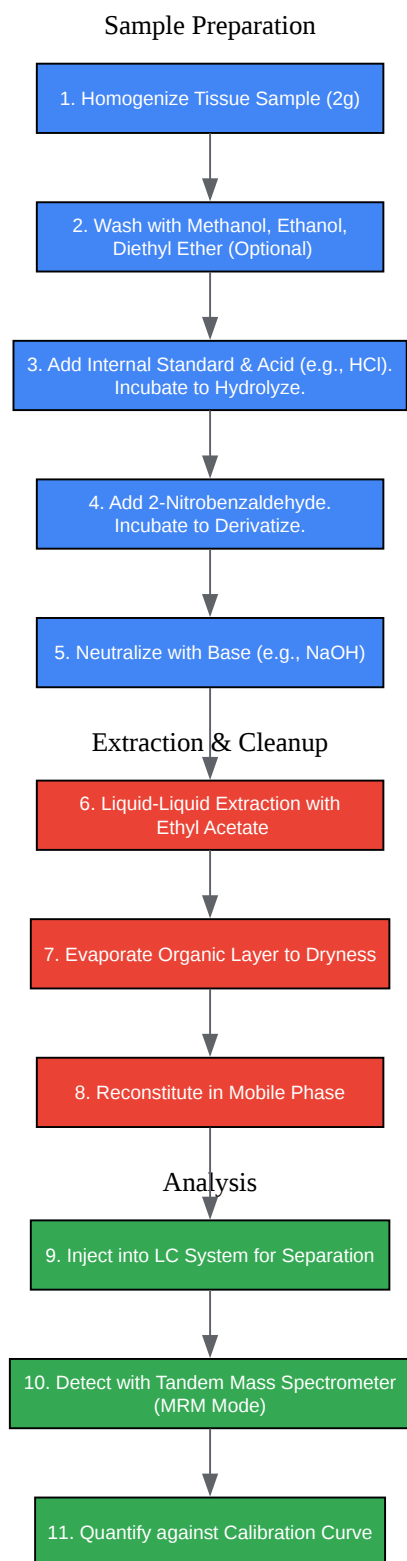 Sample Preparation
1. Homogenize Tissue Sample (2g)
2. Wash with Methanol, Ethanol,
Diethyl Ether (Optional)
3. Add Internal Standard & Acid (e.g., HCl).
Incubate to Hydrolyze.
4. Add 2-Nitrobenzaldehyde.
Incubate to Derivatize.
5. Neutralize with Base (e.g., NaOH)
Extraction & Cleanup
6. Liquid-Liquid Extraction with
Ethyl Acetate
7. Evaporate Organic Layer to Dryness
8. Reconstitute in Mobile Phase
Analysis
9. Inject into LC System for Separation
10. Detect with Tandem Mass Spectrometer
(MRM Mode)
11. Quantify against Calibration Curve